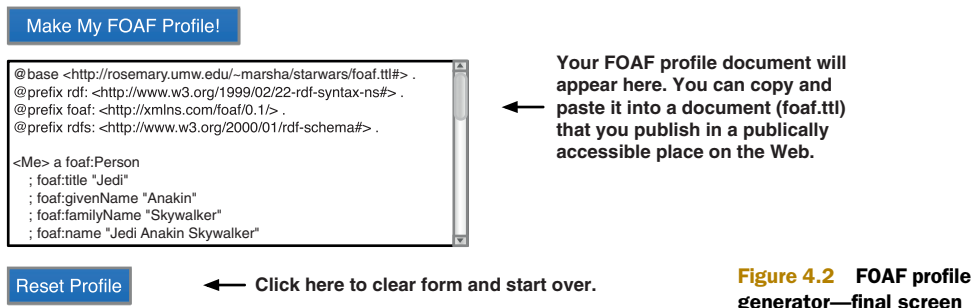 Make My FOAF Profile!
@base <http://rosemary.umw.edu/~marsha/starwars/foaf.ttl#> .
@prefix rdf: <http://www.w3.org/1999/02/22-rdf-syntax-ns#> .
@prefix foaf: <http://xmlns.com/foaf/0.1/> .
@prefix rdfs: <http://www.w3.org/2000/01/rdf-schema#> .
<Me> a foaf:Person
; foaf:title "Jedi"
; foaf:givenName "Anakin"
; foaf:familyName "Skywalker"
; foaf:name "Jedi Anakin Skywalker"
Your FOAF profile document will
appear here. You can copy and
paste it into a document (foaf.ttl)
that you publish in a publically
accessible place on the Web.
Reset Profile
Click here to clear form and start over.
Figure 4.2 FOAF profile
generator—final screen